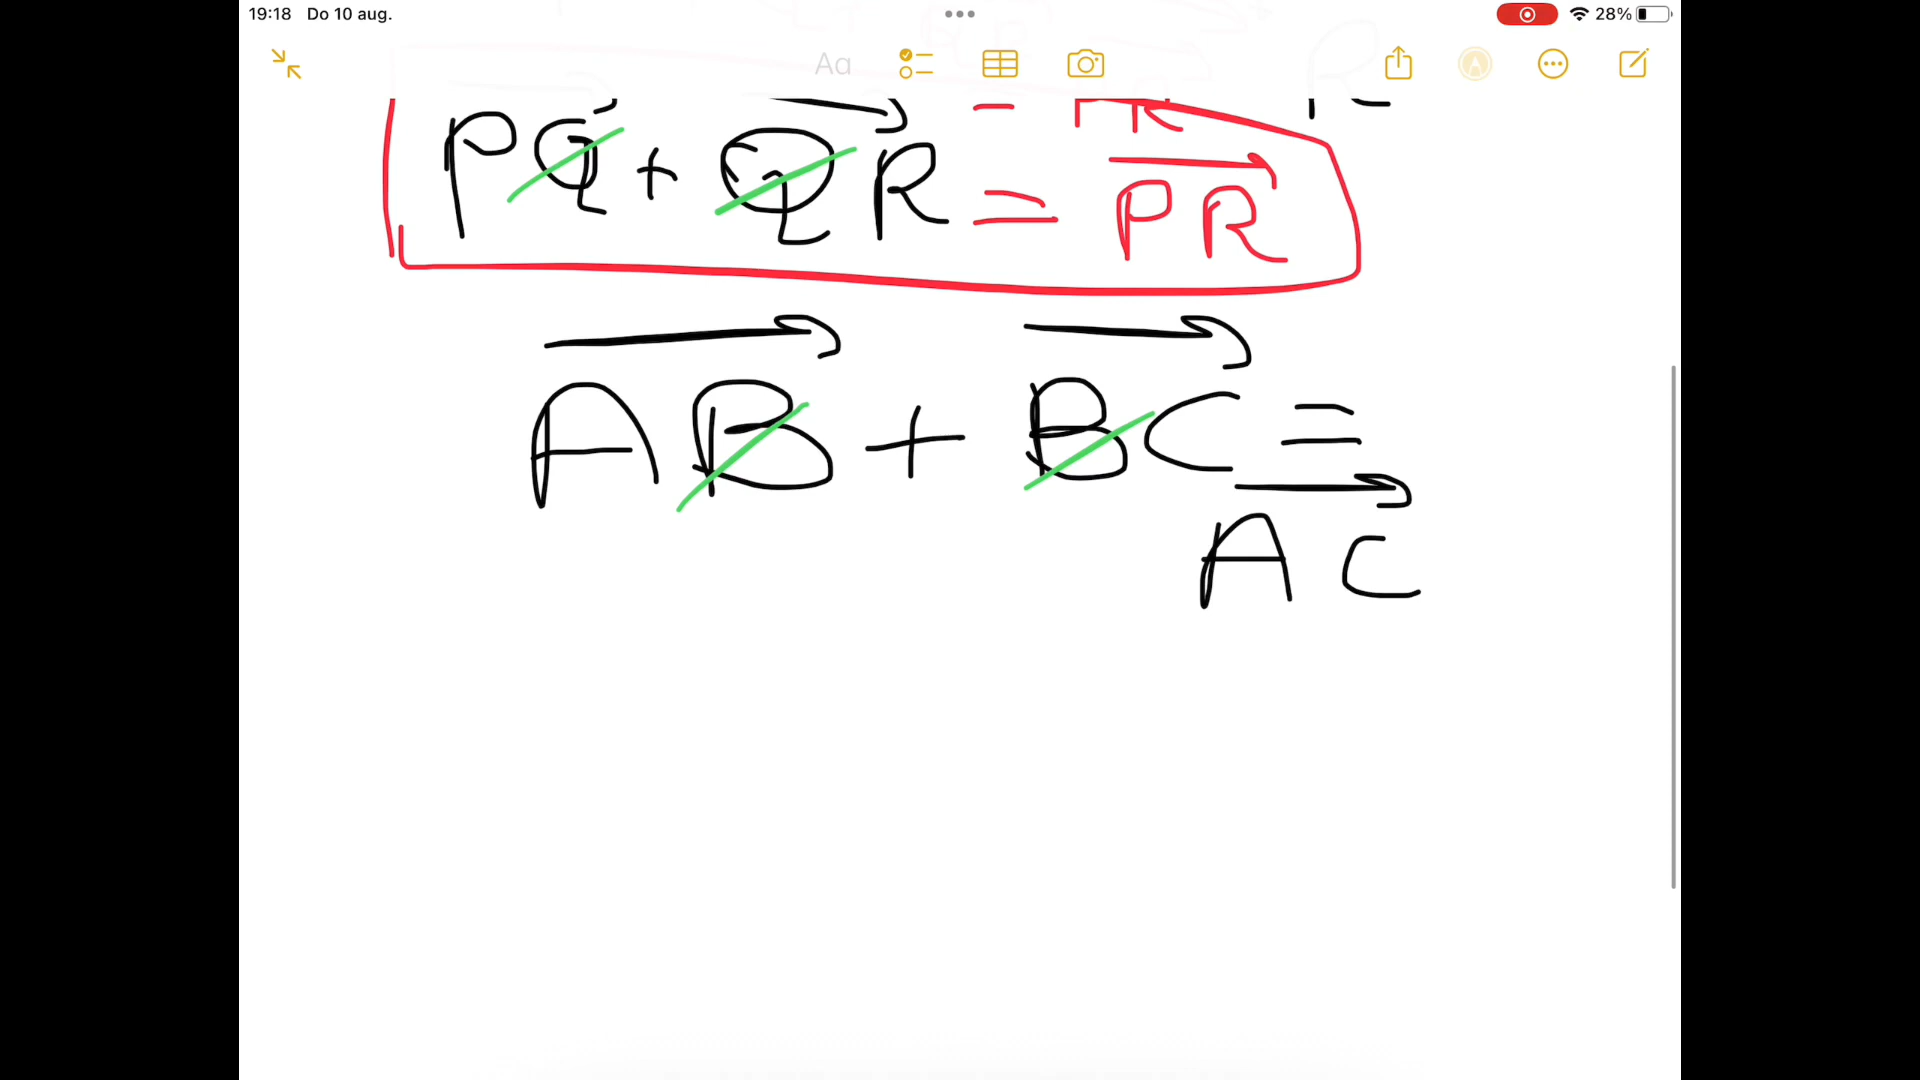 19:18 Do 10 aug. 28%
Aa
PQ + QR = PR
AB + BC =
AC